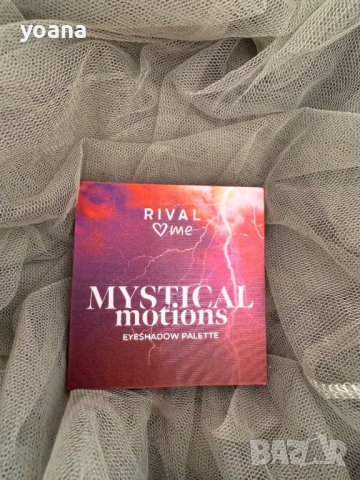 yoana
RIVAL
me
MYSTICAL
motions
EYESHADOW PALETTE
BAZAR